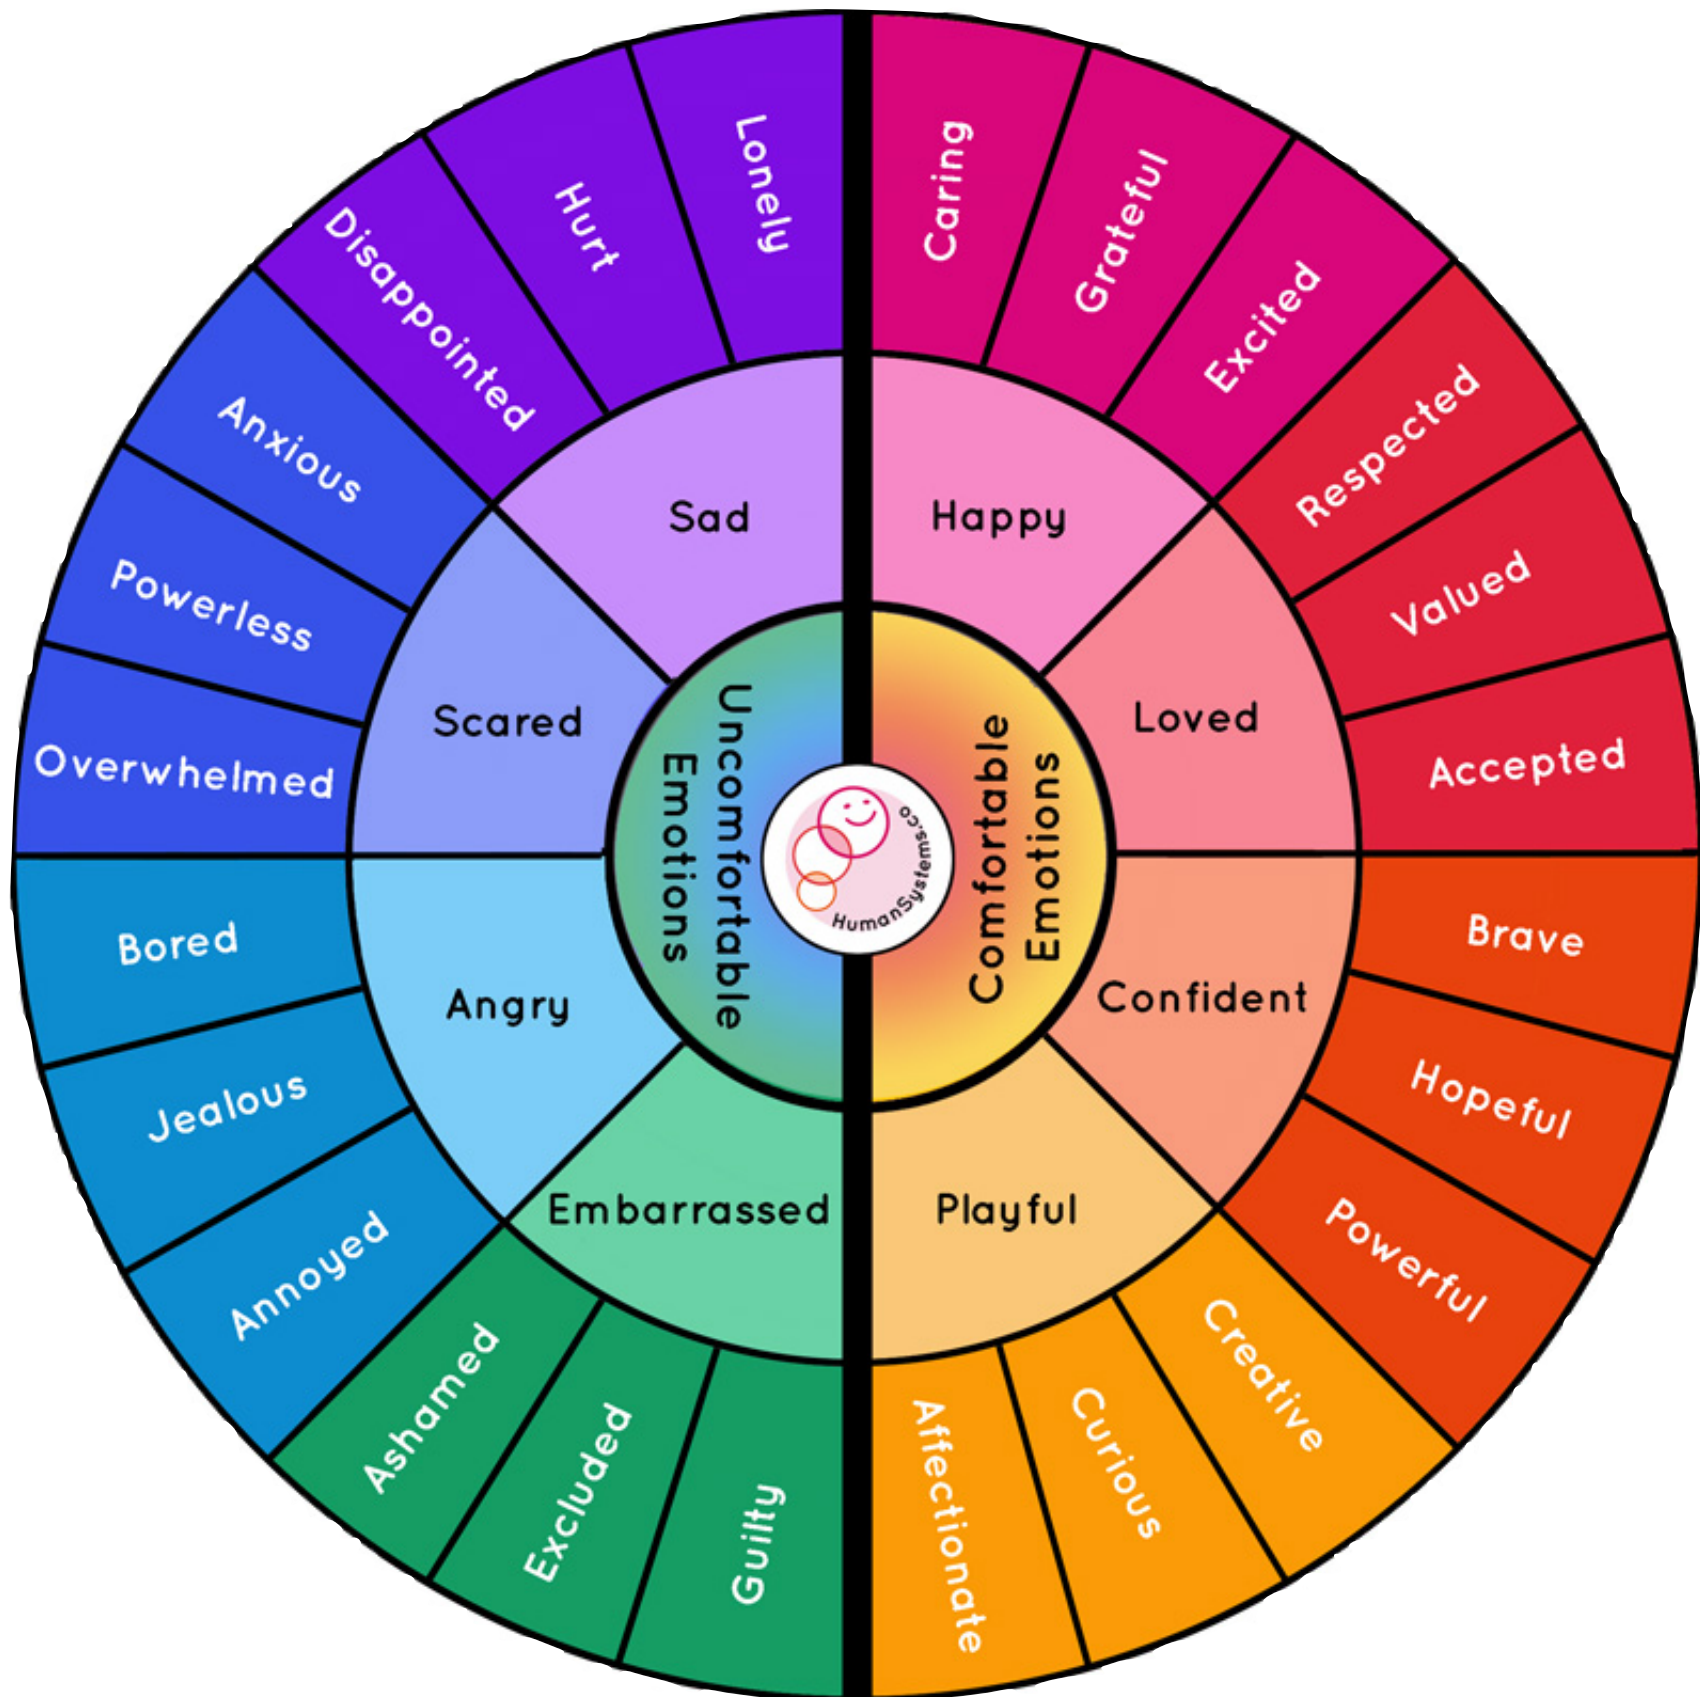 Lonely
Hurt
Disappointed
Anxious
Powerless
Overwhelmed
Bored
Jealous
Annoyed
Ashamed
Excluded
Guilty
Sad
Scared
Angry
Embarrassed
Uncomfortable
Emotions
HumanSystems.co
Comfortable
Emotions
Happy
Loved
Confident
Playful
Caring
Grateful
Excited
Respected
Valued
Accepted
Brave
Hopeful
Powerful
Creative
Curious
Affectionate